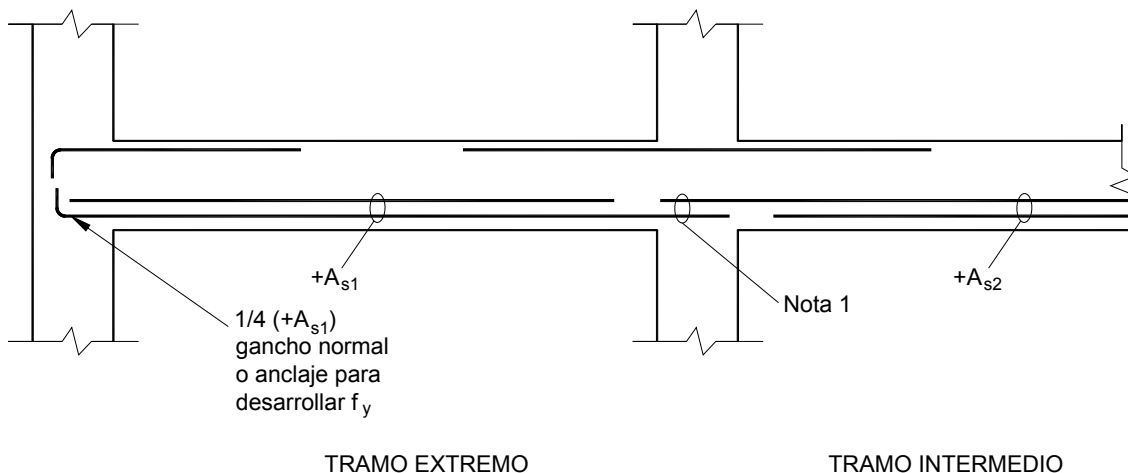 +As1
+As2
Nota 1
1/4 (+As1)
gancho normal
o anclaje para
desarrollar fy
TRAMO EXTREMO
TRAMO INTERMEDIO